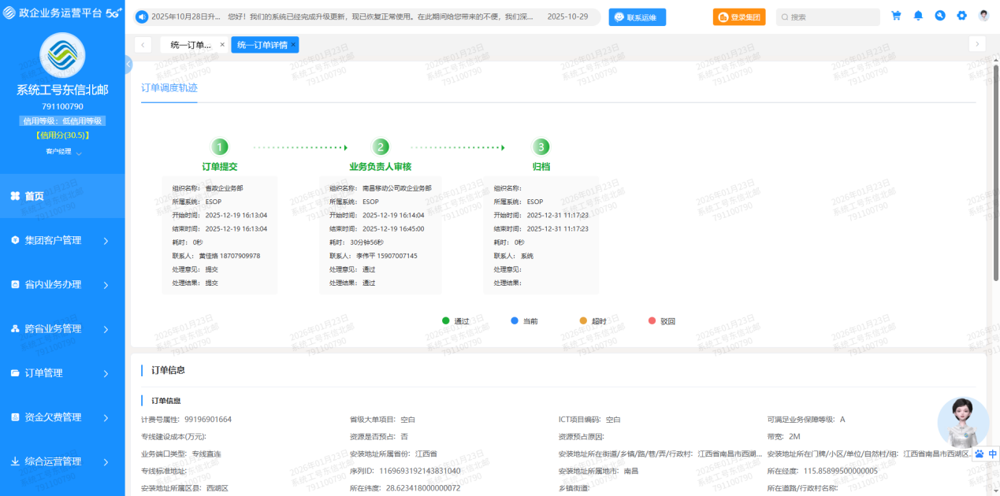 政企业务运营平台 5G
2025年10月28日升... 您好！我们的系统已经完成升级更新，现已恢复正常使用。在此期间给您带来的不便，我们深... 2025-10-29
联系运维
登录集团
搜索
系统工号东信北邮
791100790
信用等级：低信用等级
【信用分(30.5)】
客户经理
首页
集团客户管理
省内业务办理
跨省业务管理
订单管理
资金欠费管理
综合运营管理
统一订单... ×
统一订单详情 ×
订单调度轨迹
1
订单提交
组织名称： 省政企业务部
所属系统： ESOP
开始时间： 2025-12-19 16:13:04
结束时间： 2025-12-19 16:13:04
耗时： 0秒
联系人： 黄佳烙 18707909978
处理意见： 提交
处理结果： 提交
2
业务负责人审核
组织名称： 南昌移动公司政企业务部
所属系统： ESOP
开始时间： 2025-12-19 16:14:04
结束时间： 2025-12-19 16:45:00
耗时： 30分钟56秒
联系人： 李伟平 15907007145
处理意见： 通过
处理结果： 通过
3
归档
组织名称：
所属系统： ESOP
开始时间： 2025-12-31 11:17:23
结束时间： 2025-12-31 11:17:23
耗时： 0秒
联系人： 系统
处理意见：
处理结果：
通过 当前 超时 驳回
订单信息
订单信息
计费号属性： 99196901664 省级大单项目： 空白 ICT项目编码： 空白 可满足业务保障等级： A
专线建设成本(万元)： 资源是否预占： 否 资源预占原因： 带宽： 2M
业务端口类型： 专线直连 安装地址所属省份： 江西省 安装地址所在街道/乡镇/路/巷/弄/行政村： 江西省南昌市西湖... 安装地址所在门牌/小区/单位/自然村/组： 江西省南昌市西湖区.
专线标准地址： 序列ID： 1169693192143831040 安装地址所属地市： 南昌 所在经度： 115.85899500000005
安装地址所属区县： 西湖区 所在纬度： 28.623418000000072 乡镇街道： 所在道路/行政村名称：
中
2026年01月23日
系统工号东信北邮
791100790